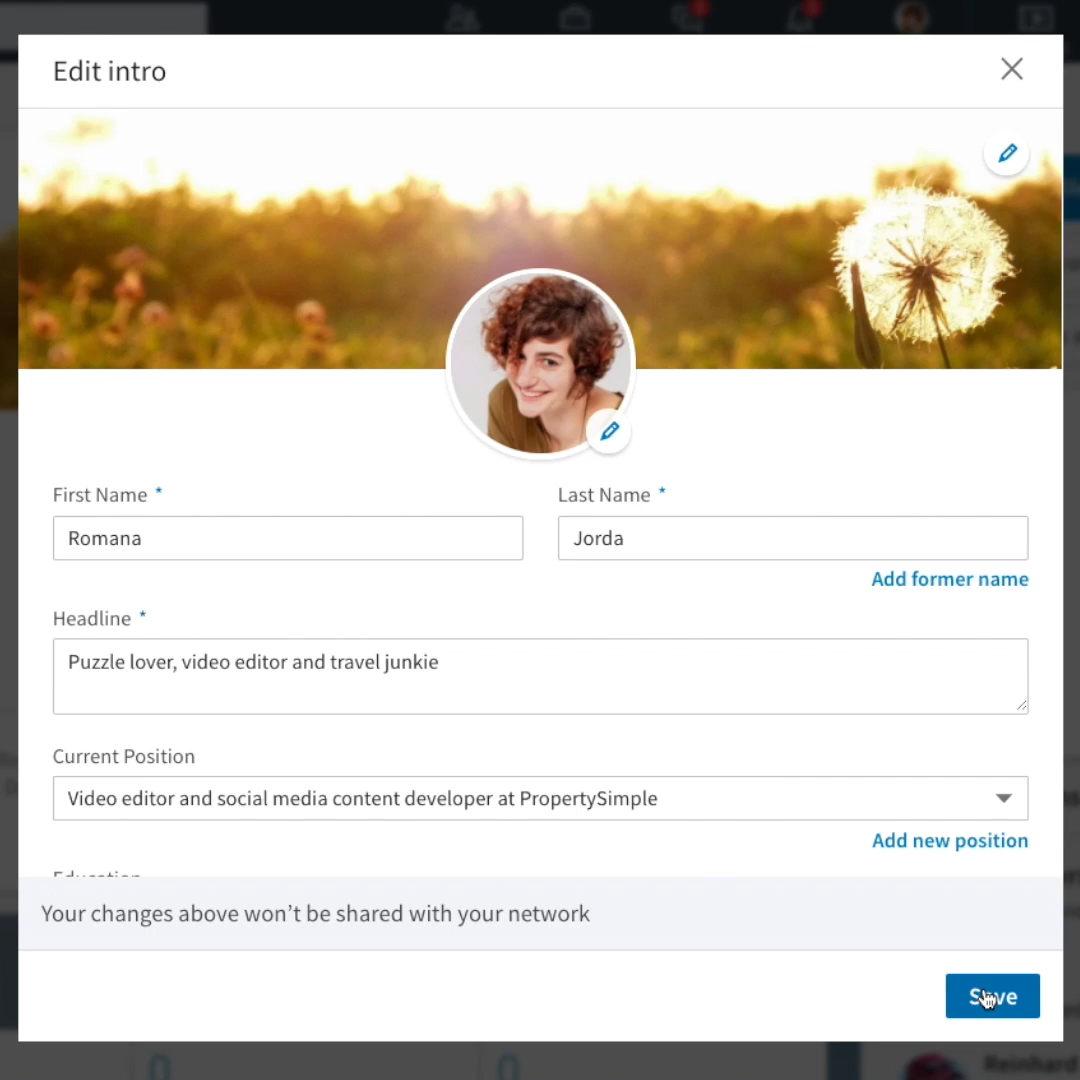 Edit intro
First Name *
Last Name *
Romana
Jorda
Add former name
Headline *
Puzzle lover, video editor and travel junkie
Current Position
Video editor and social media content developer at PropertySimple
Add new position
Education
Your changes above won’t be shared with your network
Save
Reinhard